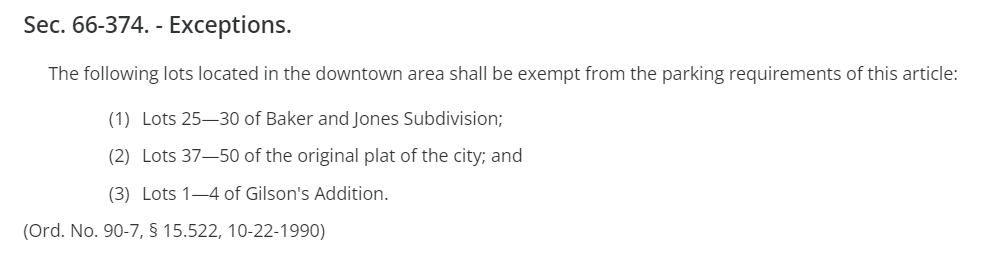 Sec. 66-374. - Exceptions.
The following lots located in the downtown area shall be exempt from the parking requirements of this article:
(1) Lots 25—30 of Baker and Jones Subdivision;
(2) Lots 37—50 of the original plat of the city; and
(3) Lots 1—4 of Gilson's Addition.
(Ord. No. 90-7, § 15.522, 10-22-1990)